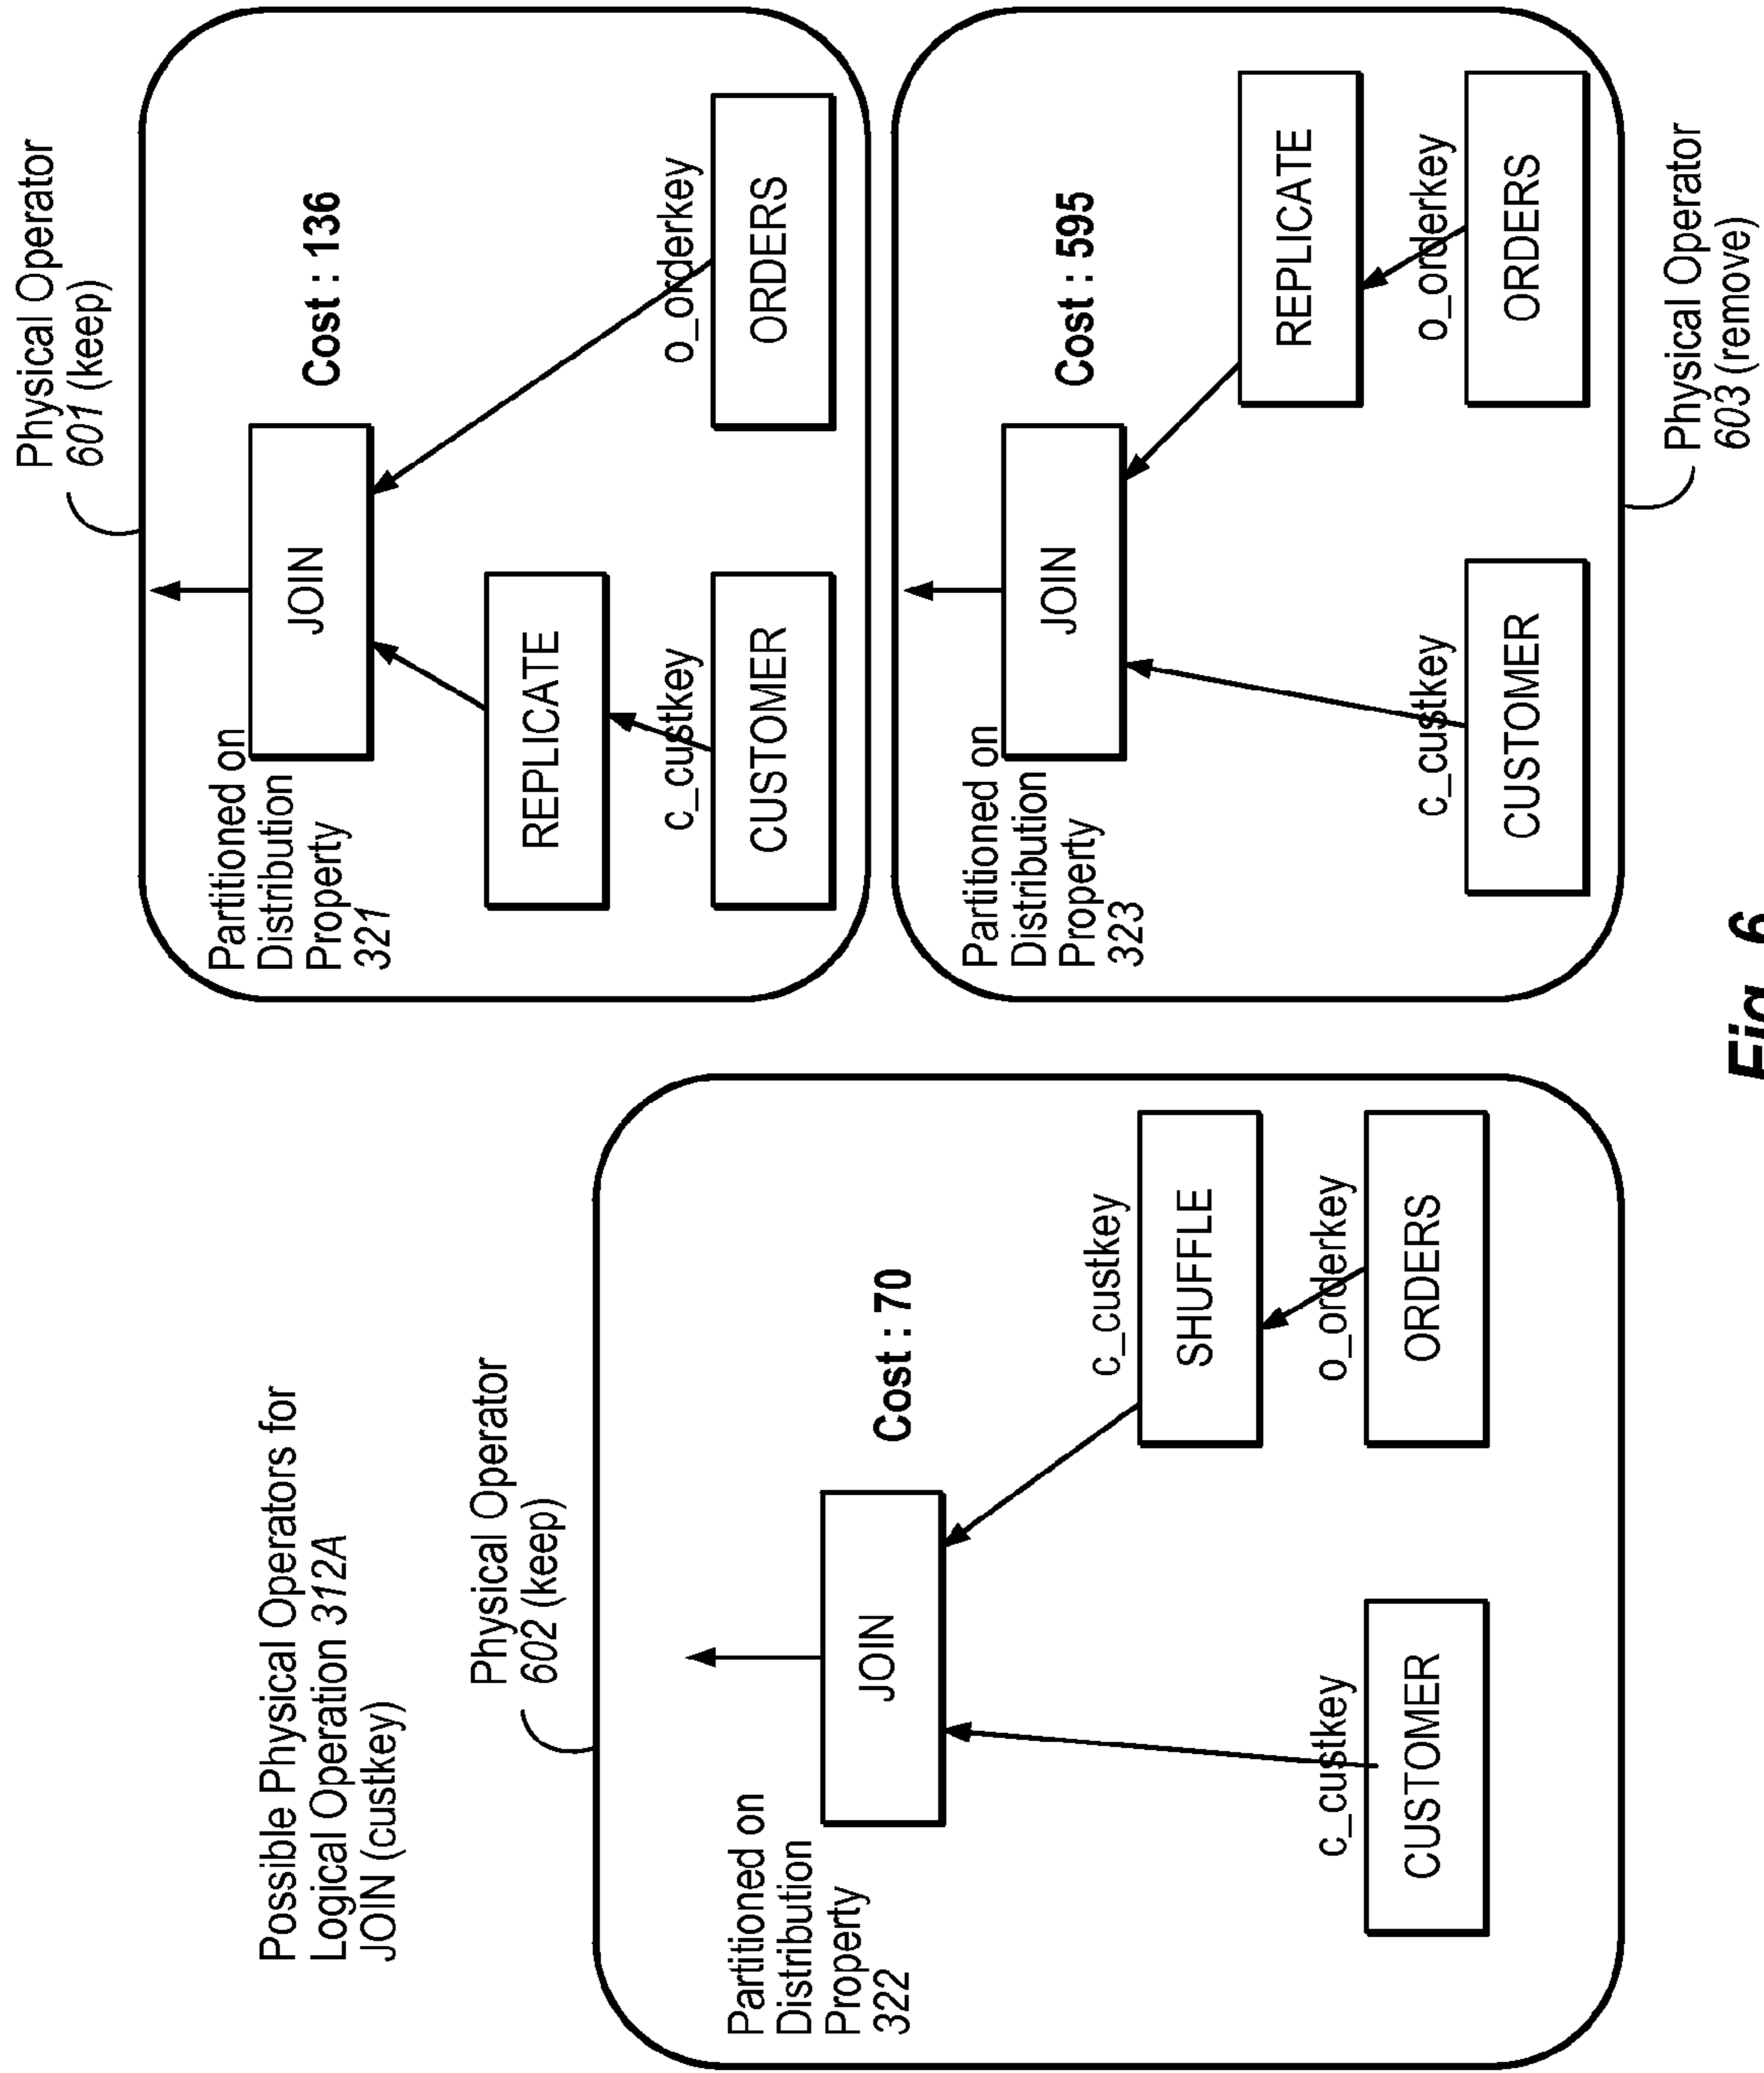 Possible Physical Operators for
Logical Operation 312A
JOIN (custkey)
Physical Operator
602 (keep)
Partitioned on
Distribution
Property
322
JOIN
Cost : 70
c_custkey
SHUFFLE
c_custkey
o_orderkey
CUSTOMER
ORDERS
Physical Operator
601 (keep)
Partitioned on
Distribution
Property
321
JOIN
Cost : 136
REPLICATE
c_custkey
o_orderkey
CUSTOMER
ORDERS
Partitioned on
Distribution
Property
323
JOIN
Cost : 595
REPLICATE
c_custkey
o_orderkey
CUSTOMER
ORDERS
Physical Operator
603 (remove)
Fig. 6